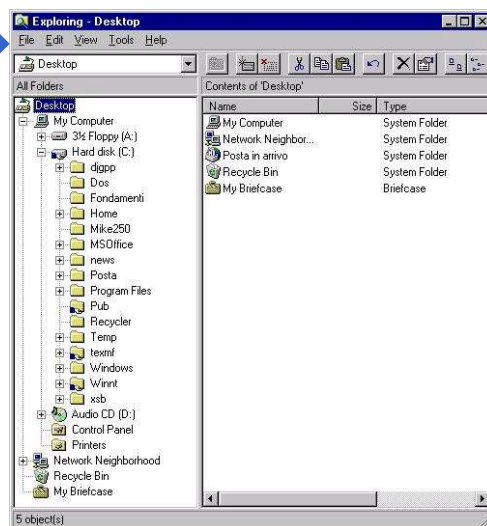 Exploring - Desktop
File Edit View Tools Help
Desktop
All Folders
Contents of 'Desktop'
Desktop
My Computer
3½ Floppy (A:)
Hard disk (C:)
djgpp
Dos
Fondamenti
Home
Mike250
MSOffice
news
Posta
Program Files
Pub
Recycler
Temp
texmf
Windows
Winnt
xsb
Audio CD (D:)
Control Panel
Printers
Network Neighborhood
Recycle Bin
My Briefcase
Name Size Type
My Computer System Folder
Network Neighbor... System Folder
Posta in arrivo System Folder
Recycle Bin System Folder
My Briefcase Briefcase
5 object(s)